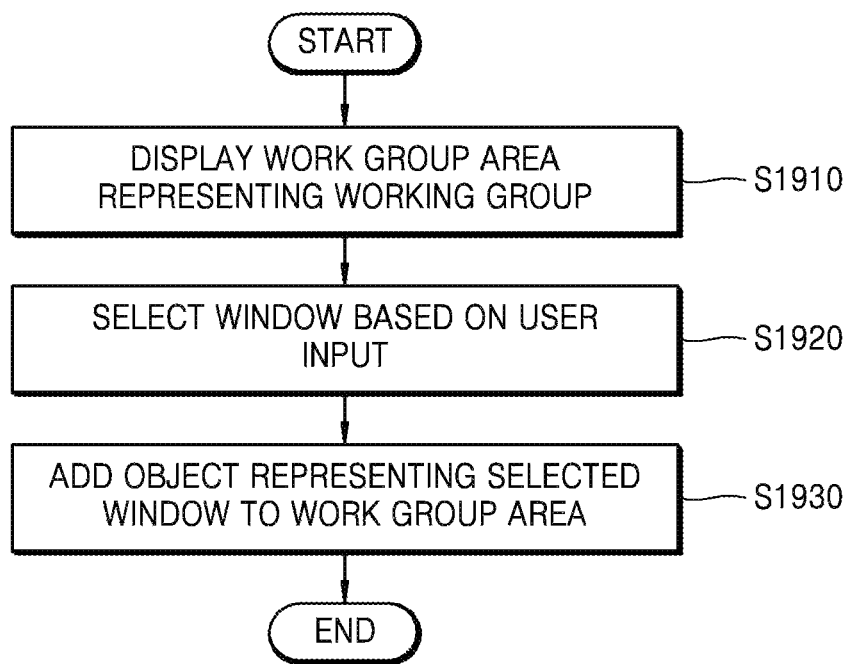 START
DISPLAY WORK GROUP AREA
REPRESENTING WORKING GROUP
S1910
SELECT WINDOW BASED ON USER
INPUT
S1920
ADD OBJECT REPRESENTING SELECTED
WINDOW TO WORK GROUP AREA
S1930
END